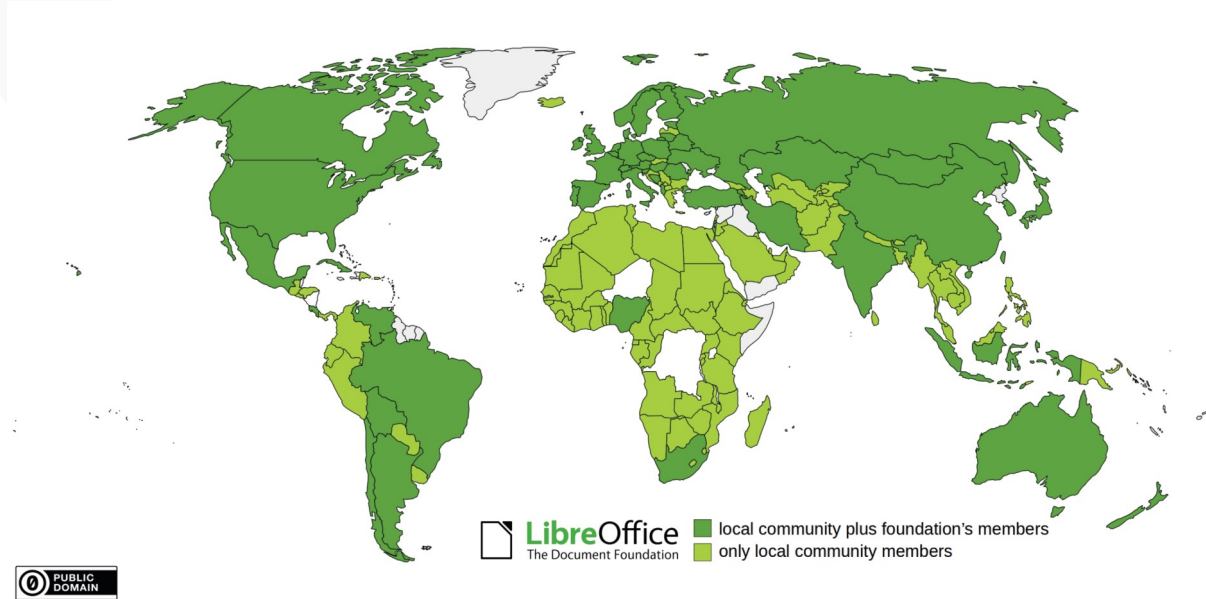 LibreOffice
The Document Foundation
local community plus foundation's members
only local community members
PUBLIC
DOMAIN